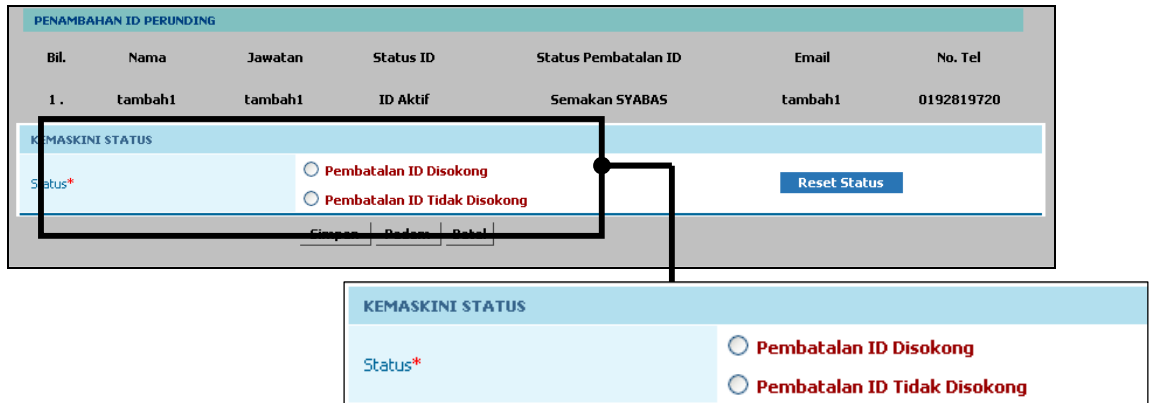 PENAMBAHAN ID PERUNDING
Bil. Nama Jawatan Status ID Status Pembatalan ID Email No. Tel
1 . tambah1 tambah1 ID Aktif Semakan SYABAS tambah1 0192819720
KEMASKINI STATUS
Status*
Pembatalan ID Disokong
Pembatalan ID Tidak Disokong
Reset Status
Simpan Padam Batal
KEMASKINI STATUS
Status*
Pembatalan ID Disokong
Pembatalan ID Tidak Disokong